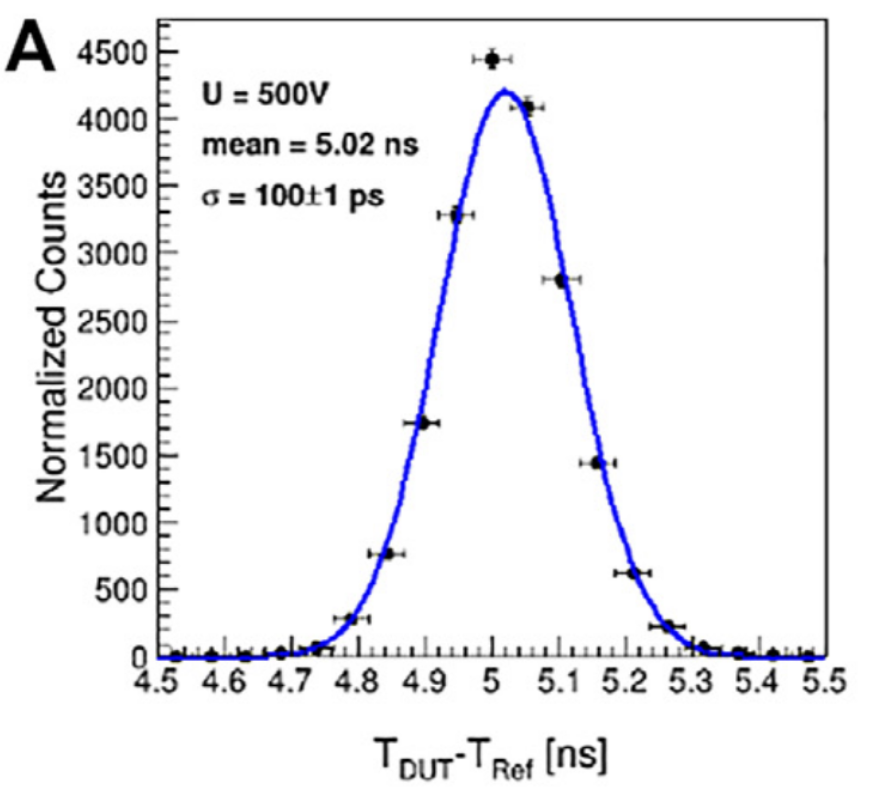 A
U = 500V
mean = 5.02 ns
σ = 100±1 ps
Normalized Counts
4500
4000
3500
3000
2500
2000
1500
1000
500
0
4.5 4.6 4.7 4.8 4.9 5 5.1 5.2 5.3 5.4 5.5
T_DUT-T_Ref [ns]